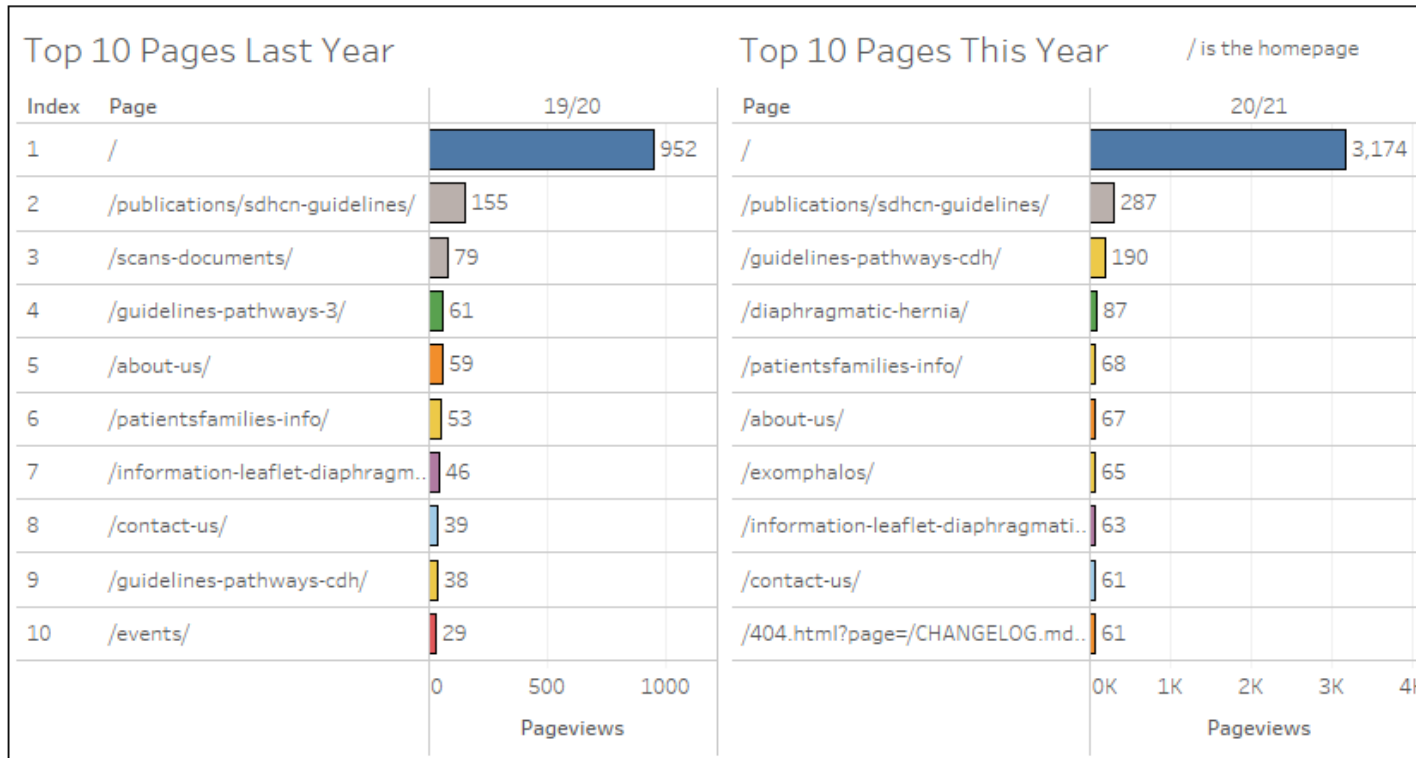 Top 10 Pages Last Year
Index Page 19/20
1 / 952
2 /publications/sdhcn-guidelines/ 155
3 /scans-documents/ 79
4 /guidelines-pathways-3/ 61
5 /about-us/ 59
6 /patientsfamilies-info/ 53
7 /information-leaflet-diaphragm.. 46
8 /contact-us/ 39
9 /guidelines-pathways-cdh/ 38
10 /events/ 29
0 500 1000
Pageviews
Top 10 Pages This Year / is the homepage
Page 20/21
/ 3,174
/publications/sdhcn-guidelines/ 287
/guidelines-pathways-cdh/ 190
/diaphragmatic-hernia/ 87
/patientsfamilies-info/ 68
/about-us/ 67
/exomphalos/ 65
/information-leaflet-diaphragmati.. 63
/contact-us/ 61
/404.html?page=/CHANGELOG.md.. 61
0K 1K 2K 3K 4K
Pageviews